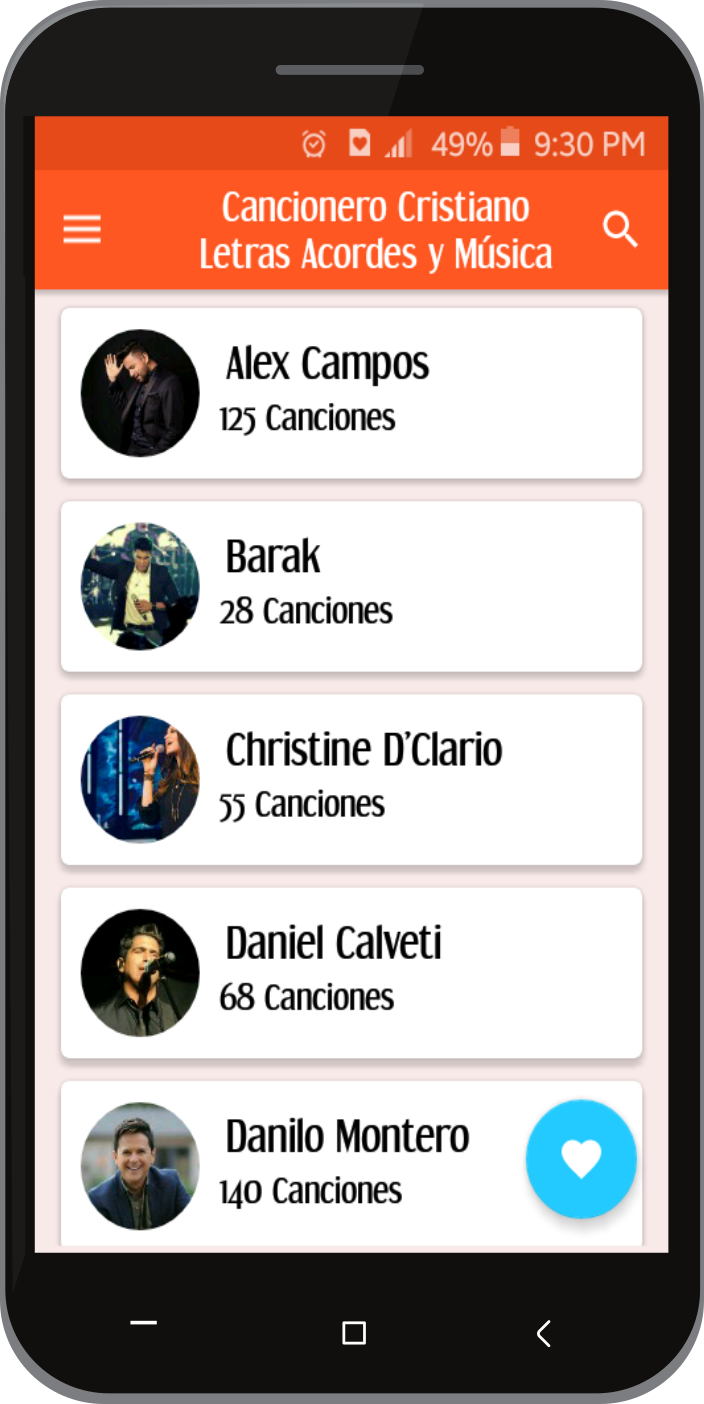 49% 9:30 PM
Cancionero Cristiano
Letras Acordes y Música
Alex Campos
125 Canciones
Barak
28 Canciones
Christine D'Clario
55 Canciones
Daniel Calveti
68 Canciones
Danilo Montero
140 Canciones